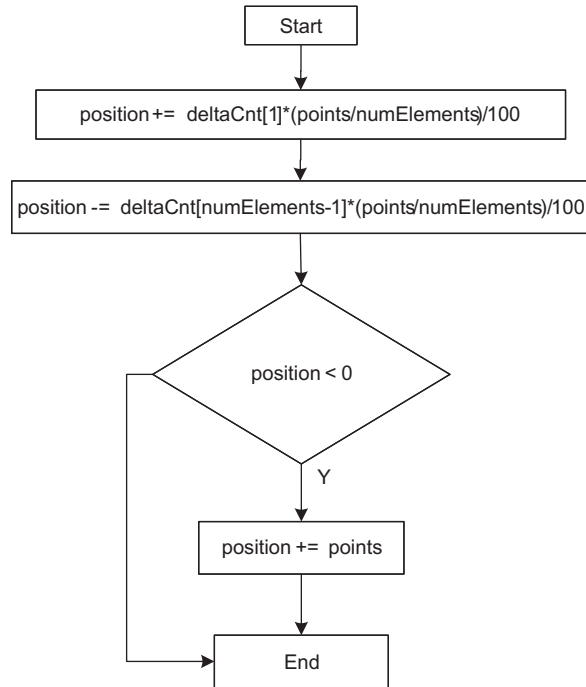 Start
position += deltaCnt[1]*(points/numElements)/100
position -= deltaCnt[numElements-1]*(points/numElements)/100
position < 0
Y
position += points
End